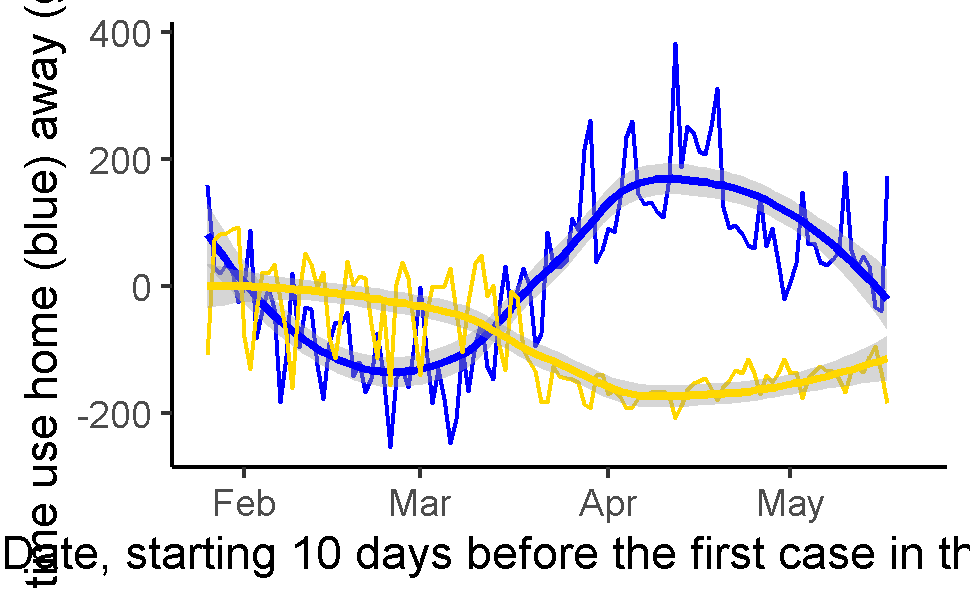 time use home (blue) away (
400
200
0
-200
Feb Mar Apr May
Date, starting 10 days before the first case in th